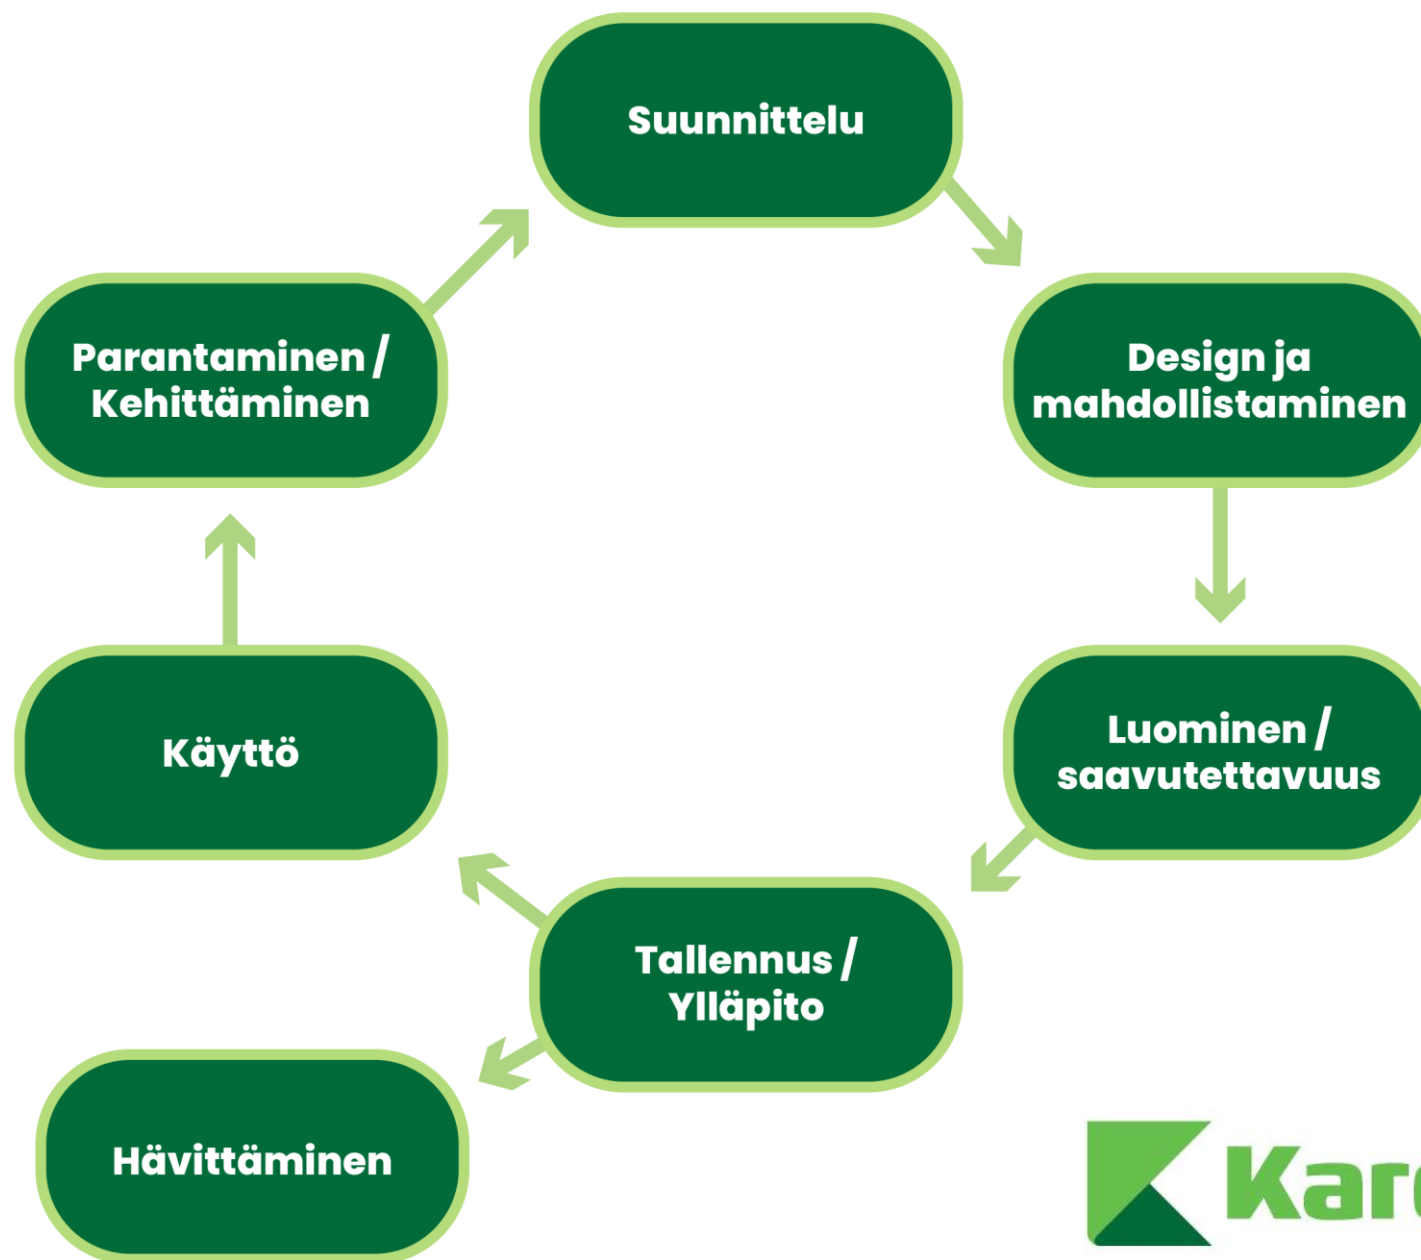 Suunnittelu
Design ja
mahdollistaminen
Luominen /
saavutettavuus
Tallennus /
Ylläpito
Käyttö
Parantaminen /
Kehittäminen
Hävittäminen